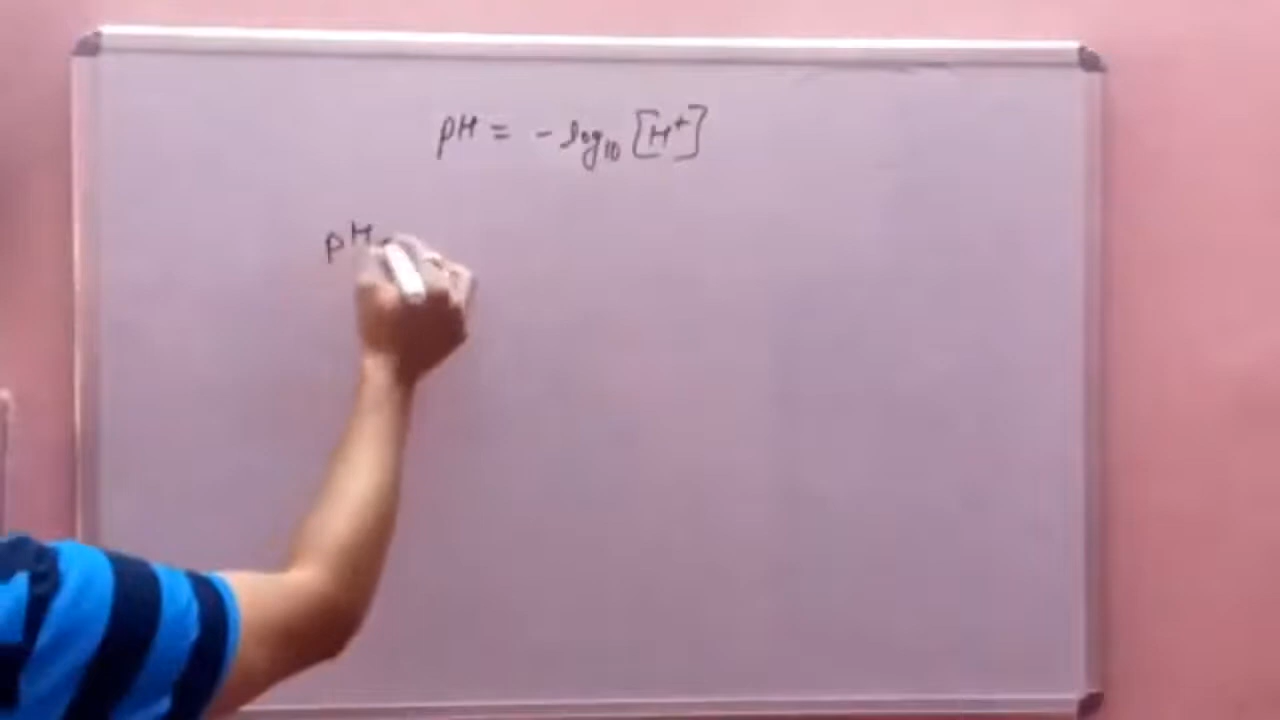 pH = - log₁₀ [H⁺]
pH